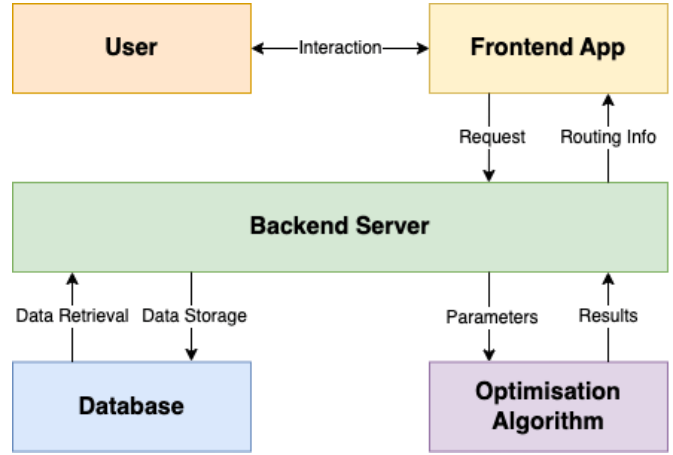 User
Interaction
Frontend App
Request
Routing Info
Backend Server
Data Retrieval
Data Storage
Parameters
Results
Database
Optimisation
Algorithm